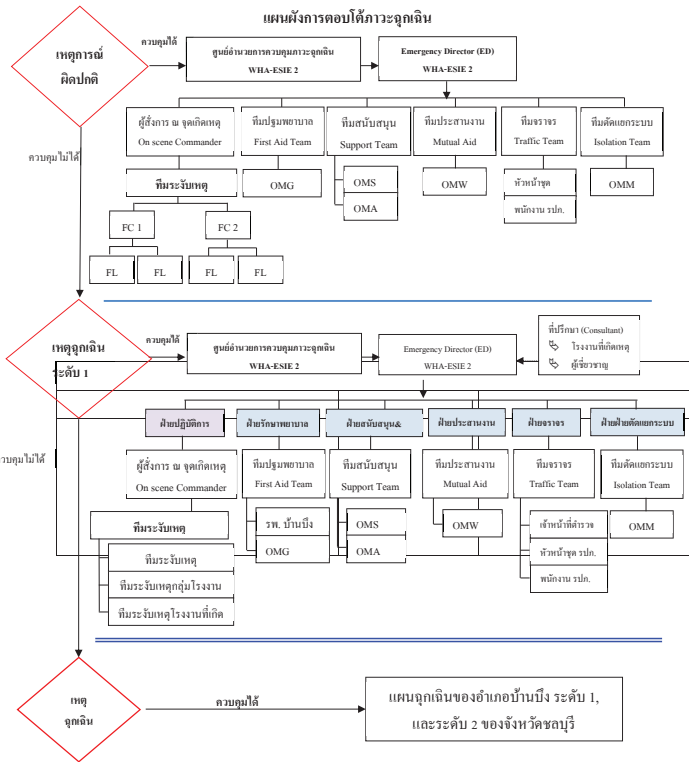 แผนผังการตอบโต้ภาวะฉุกเฉิน
เหตุการณ์
ผิดปกติ
ควบคุมได้
ศูนย์อำนวยการควบคุมภาวะฉุกเฉิน
WHA-ESIE 2
Emergency Director (ED)
WHA-ESIE 2
ควบคุมไม่ได้
ผู้สั่งการ ณ จุดเกิดเหตุ
On scene Commander
ทีมปฐมพยาบาล
First Aid Team
ทีมสนับสนุน
Support Team
ทีมประสานงาน
Mutual Aid
ทีมจราจร
Traffic Team
ทีมตัดแยกระบบ
Isolation Team
ทีมระงับเหตุ
OMG
OMS
OMA
OMW
หัวหน้าชุด
พนักงาน รปภ.
OMM
FC 1
FC 2
FL
FL
FL
FL
เหตุฉุกเฉิน
ระดับ 1
ควบคุมได้
ศูนย์อำนวยการควบคุมภาวะฉุกเฉิน
WHA-ESIE 2
Emergency Director (ED)
WHA-ESIE 2
ที่ปรึกษา (Consultant)
โรงงานที่เกิดเหตุ
ผู้เชี่ยวชาญ
ฝ่ายปฏิบัติการ
ฝ่ายรักษาพยาบาล
ฝ่ายสนับสนุน&
ฝ่ายประสานงาน
ฝ่ายจราจร
ฝ่ายฝ่ายตัดแยกระบบ
วบคุมไม่ได้
ผู้สั่งการ ณ จุดเกิดเหตุ
On scene Commander
ทีมปฐมพยาบาล
First Aid Team
ทีมสนับสนุน
Support Team
ทีมประสานงาน
Mutual Aid
ทีมจราจร
Traffic Team
ทีมตัดแยกระบบ
Isolation Team
ทีมระงับเหตุ
ทีมระงับเหตุ
ทีมระงับเหตุกลุ่มโรงงาน
ทีมระงับเหตุโรงงานที่เกิด
รพ. บ้านบึง
OMG
OMS
OMA
OMW
เจ้าหน้าที่ตำรวจ
หัวหน้าชุด รปภ.
พนักงาน รปภ.
OMM
เหตุ
ฉุกเฉิน
ควบคุมได้
แผนฉุกเฉินของอำเภอบ้านบึง ระดับ 1,
และระดับ 2 ของจังหวัดชลบุรี